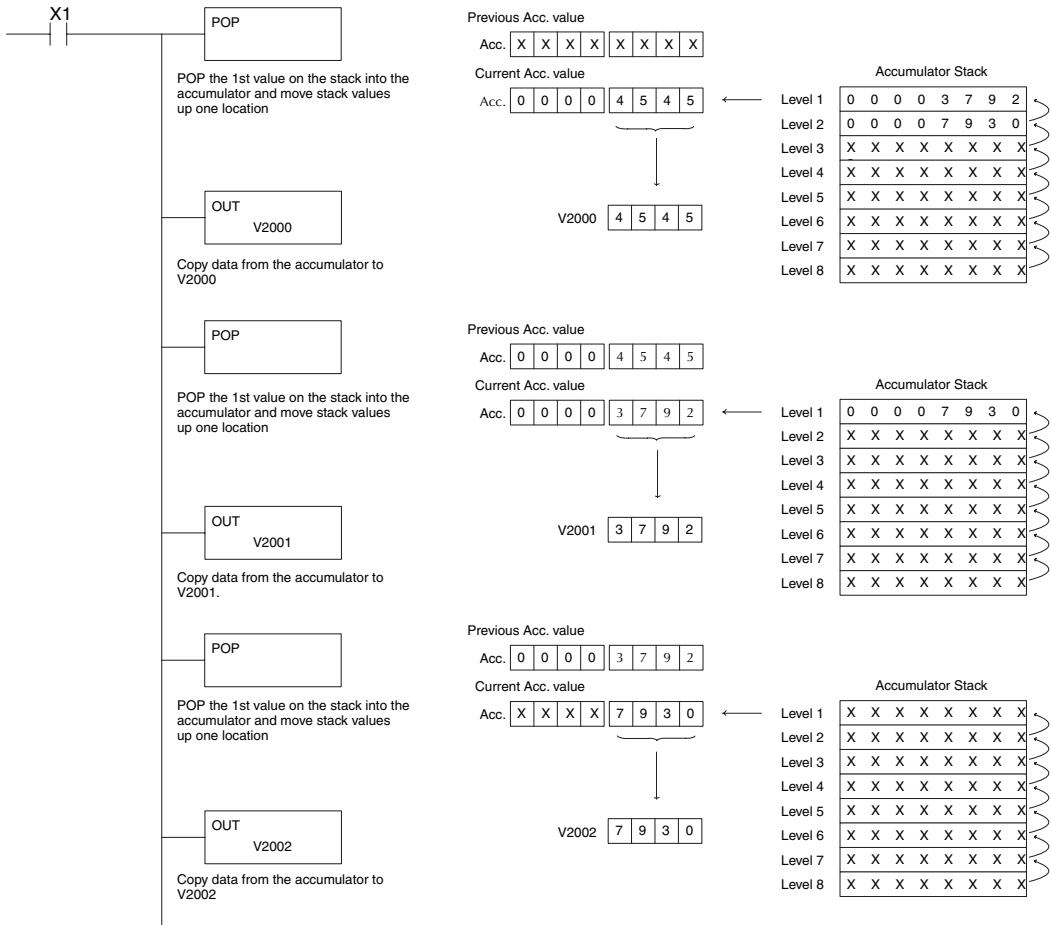 X1
POP
POP the 1st value on the stack into the
accumulator and move stack values
up one location
Previous Acc. value
Acc. X X X X X X X X
Current Acc. value
Acc. 0 0 0 0 4 5 4 5
Accumulator Stack
Level 1 0 0 0 0 3 7 9 2
Level 2 0 0 0 0 7 9 3 0
Level 3 X X X X X X X X
Level 4 X X X X X X X X
Level 5 X X X X X X X X
Level 6 X X X X X X X X
Level 7 X X X X X X X X
Level 8 X X X X X X X X
OUT
V2000
V2000 4 5 4 5
Copy data from the accumulator to
V2000
POP
POP the 1st value on the stack into the
accumulator and move stack values
up one location
Previous Acc. value
Acc. 0 0 0 0 4 5 4 5
Current Acc. value
Acc. 0 0 0 0 3 7 9 2
Accumulator Stack
Level 1 0 0 0 0 7 9 3 0
Level 2 X X X X X X X X
Level 3 X X X X X X X X
Level 4 X X X X X X X X
Level 5 X X X X X X X X
Level 6 X X X X X X X X
Level 7 X X X X X X X X
Level 8 X X X X X X X X
OUT
V2001
V2001 3 7 9 2
Copy data from the accumulator to
V2001.
POP
POP the 1st value on the stack into the
accumulator and move stack values
up one location
Previous Acc. value
Acc. 0 0 0 0 3 7 9 2
Current Acc. value
Acc. X X X X 7 9 3 0
Accumulator Stack
Level 1 X X X X X X X X
Level 2 X X X X X X X X
Level 3 X X X X X X X X
Level 4 X X X X X X X X
Level 5 X X X X X X X X
Level 6 X X X X X X X X
Level 7 X X X X X X X X
Level 8 X X X X X X X X
OUT
V2002
V2002 7 9 3 0
Copy data from the accumulator to
V2002